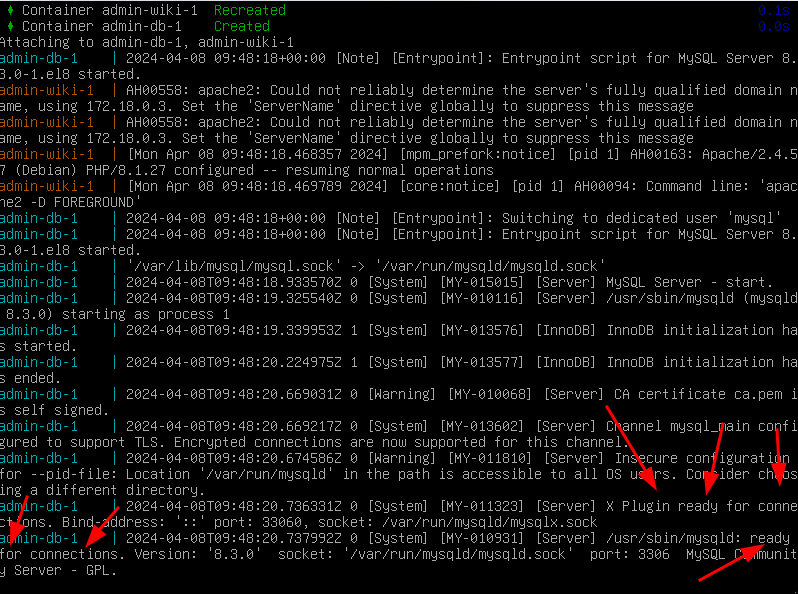 ♦ Container admin-wiki-1  Recreated 0.1s
♦ Container admin-db-1    Created 0.0s
Attaching to admin-db-1, admin-wiki-1
admin-db-1    | 2024-04-08 09:48:18+00:00 [Note] [Entrypoint]: Entrypoint script for MySQL Server 8.
3.0-1.el8 started.
admin-wiki-1  | AH00558: apache2: Could not reliably determine the server's fully qualified domain n
ame, using 172.18.0.3. Set the 'ServerName' directive globally to suppress this message
admin-wiki-1  | AH00558: apache2: Could not reliably determine the server's fully qualified domain n
ame, using 172.18.0.3. Set the 'ServerName' directive globally to suppress this message
admin-wiki-1  | [Mon Apr 08 09:48:18.468357 2024] [mpm_prefork:notice] [pid 1] AH00163: Apache/2.4.5
7 (Debian) PHP/8.1.27 configured -- resuming normal operations
admin-wiki-1  | [Mon Apr 08 09:48:18.469789 2024] [core:notice] [pid 1] AH00094: Command line: 'apac
he2 -D FOREGROUND'
admin-db-1    | 2024-04-08 09:48:18+00:00 [Note] [Entrypoint]: Switching to dedicated user 'mysql'
admin-db-1    | 2024-04-08 09:48:18+00:00 [Note] [Entrypoint]: Entrypoint script for MySQL Server 8.
3.0-1.el8 started.
admin-db-1    | '/var/lib/mysql/mysql.sock' -> '/var/run/mysqld/mysqld.sock'
admin-db-1    | 2024-04-08T09:48:18.933570Z 0 [System] [MY-015015] [Server] MySQL Server - start.
admin-db-1    | 2024-04-08T09:48:19.325540Z 0 [System] [MY-010116] [Server] /usr/sbin/mysqld (mysqld
8.3.0) starting as process 1
admin-db-1    | 2024-04-08T09:48:19.339953Z 1 [System] [MY-013576] [InnoDB] InnoDB initialization ha
s started.
admin-db-1    | 2024-04-08T09:48:20.224975Z 1 [System] [MY-013577] [InnoDB] InnoDB initialization ha
s ended.
admin-db-1    | 2024-04-08T09:48:20.669031Z 0 [Warning] [MY-010068] [Server] CA certificate ca.pem i
s self signed.
admin-db-1    | 2024-04-08T09:48:20.669217Z 0 [System] [MY-013602] [Server] Channel mysql_main confi
gured to support TLS. Encrypted connections are now supported for this channel.
admin-db-1    | 2024-04-08T09:48:20.674586Z 0 [Warning] [MY-011810] [Server] Insecure configuration
for --pid-file: Location '/var/run/mysqld' in the path is accessible to all OS users. Consider choos
ing a different directory.
admin-db-1    | 2024-04-08T09:48:20.736331Z 0 [System] [MY-011323] [Server] X Plugin ready for conne
ctions. Bind-address: '::' port: 33060, socket: /var/run/mysqld/mysqlx.sock
admin-db-1    | 2024-04-08T09:48:20.737992Z 0 [System] [MY-010931] [Server] /usr/sbin/mysqld: ready
for connections. Version: '8.3.0'  socket: '/var/run/mysqld/mysqld.sock'  port: 3306  MySQL Communit
y Server - GPL.